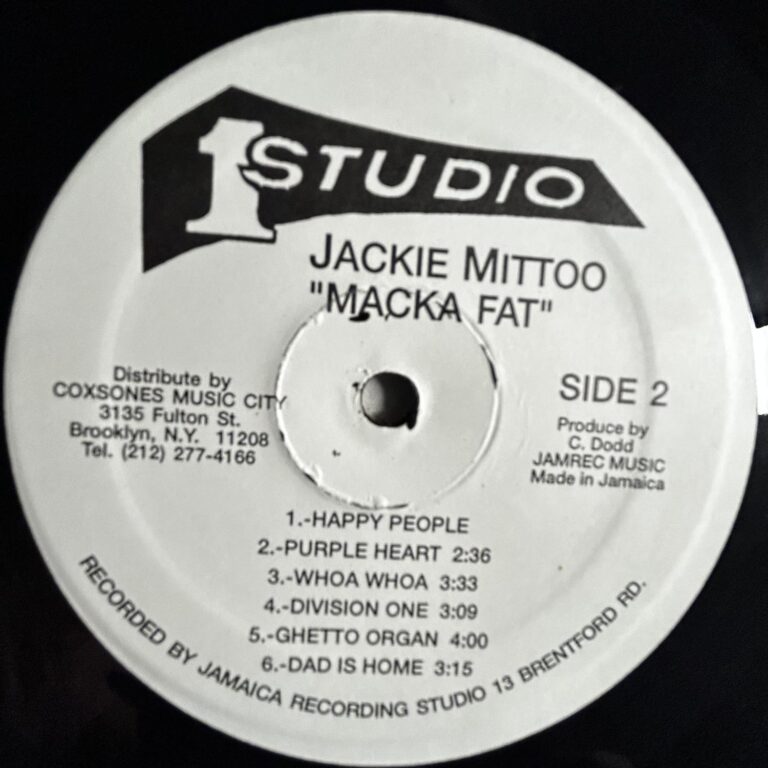 1 STUDIO
JACKIE MITTOO
"MACKA FAT"
Distribute by
COXSONES MUSIC CITY
3135 Fulton St.
Brooklyn, N.Y. 11208
Tel. (212) 277-4166
SIDE 2
Produce by
C. Dodd
JAMREC MUSIC
Made in Jamaica
1.-HAPPY PEOPLE
2.-PURPLE HEART 2:36
3.-WHOA WHOA 3:33
4.-DIVISION ONE 3:09
5.-GHETTO ORGAN 4:00
6.-DAD IS HOME 3:15
RECORDED BY JAMAICA RECORDING STUDIO 13 BRENTFORD RD.